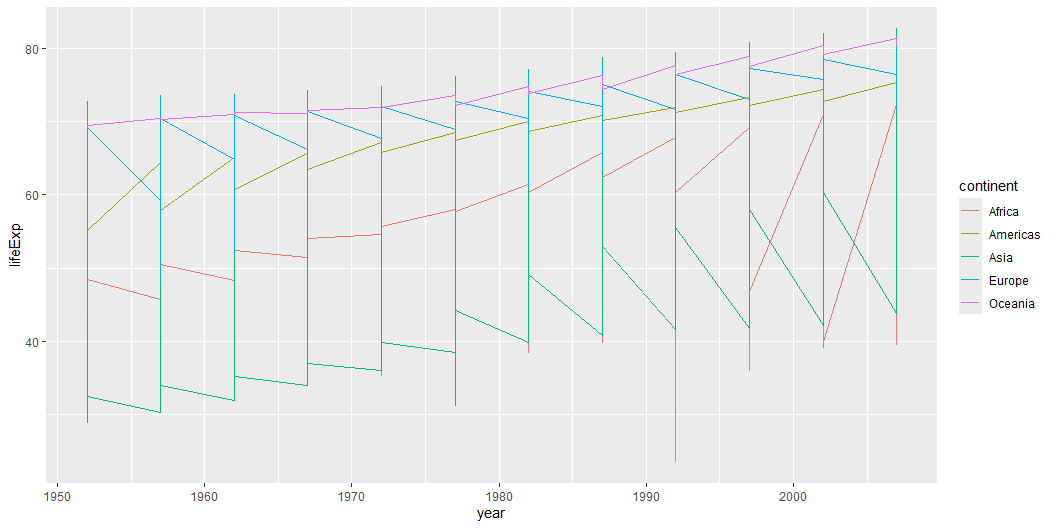 80
60
40
lifeExp
1950
1960
1970
1980
1990
2000
year
continent
Africa
Americas
Asia
Europe
Oceania